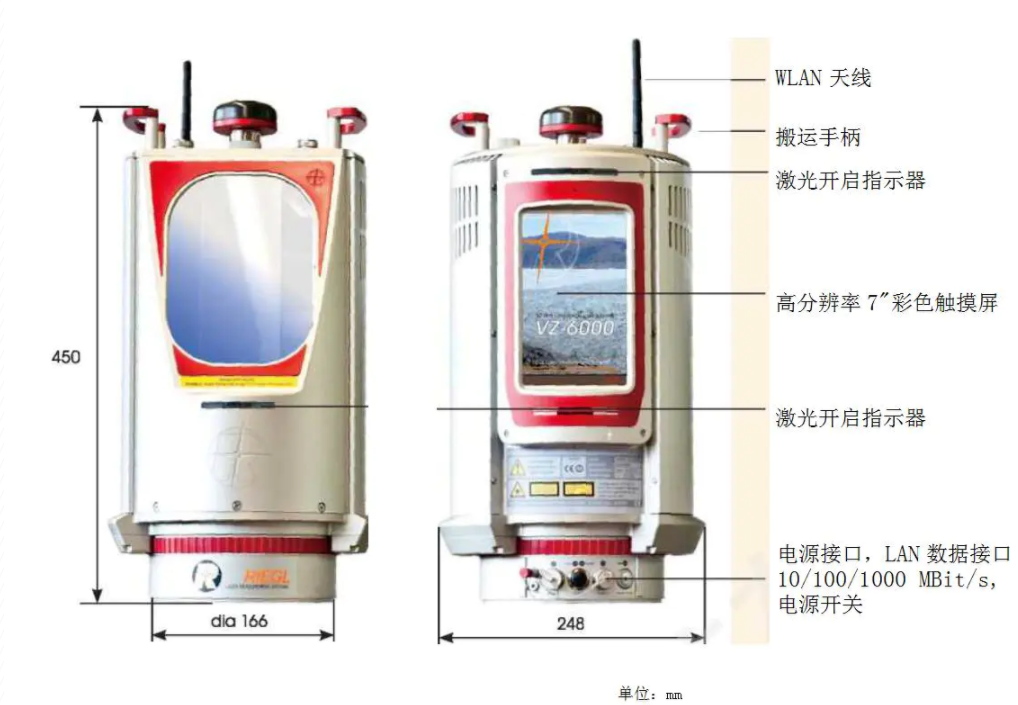 WLAN 天线
搬运手柄
激光开启指示器
高分辨率 7"彩色触摸屏
VZ-6000
450
激光开启指示器
电源接口, LAN 数据接口
10/100/1000 MBit/s,
电源开关
RIEGL
dia 166
248
单位: mm